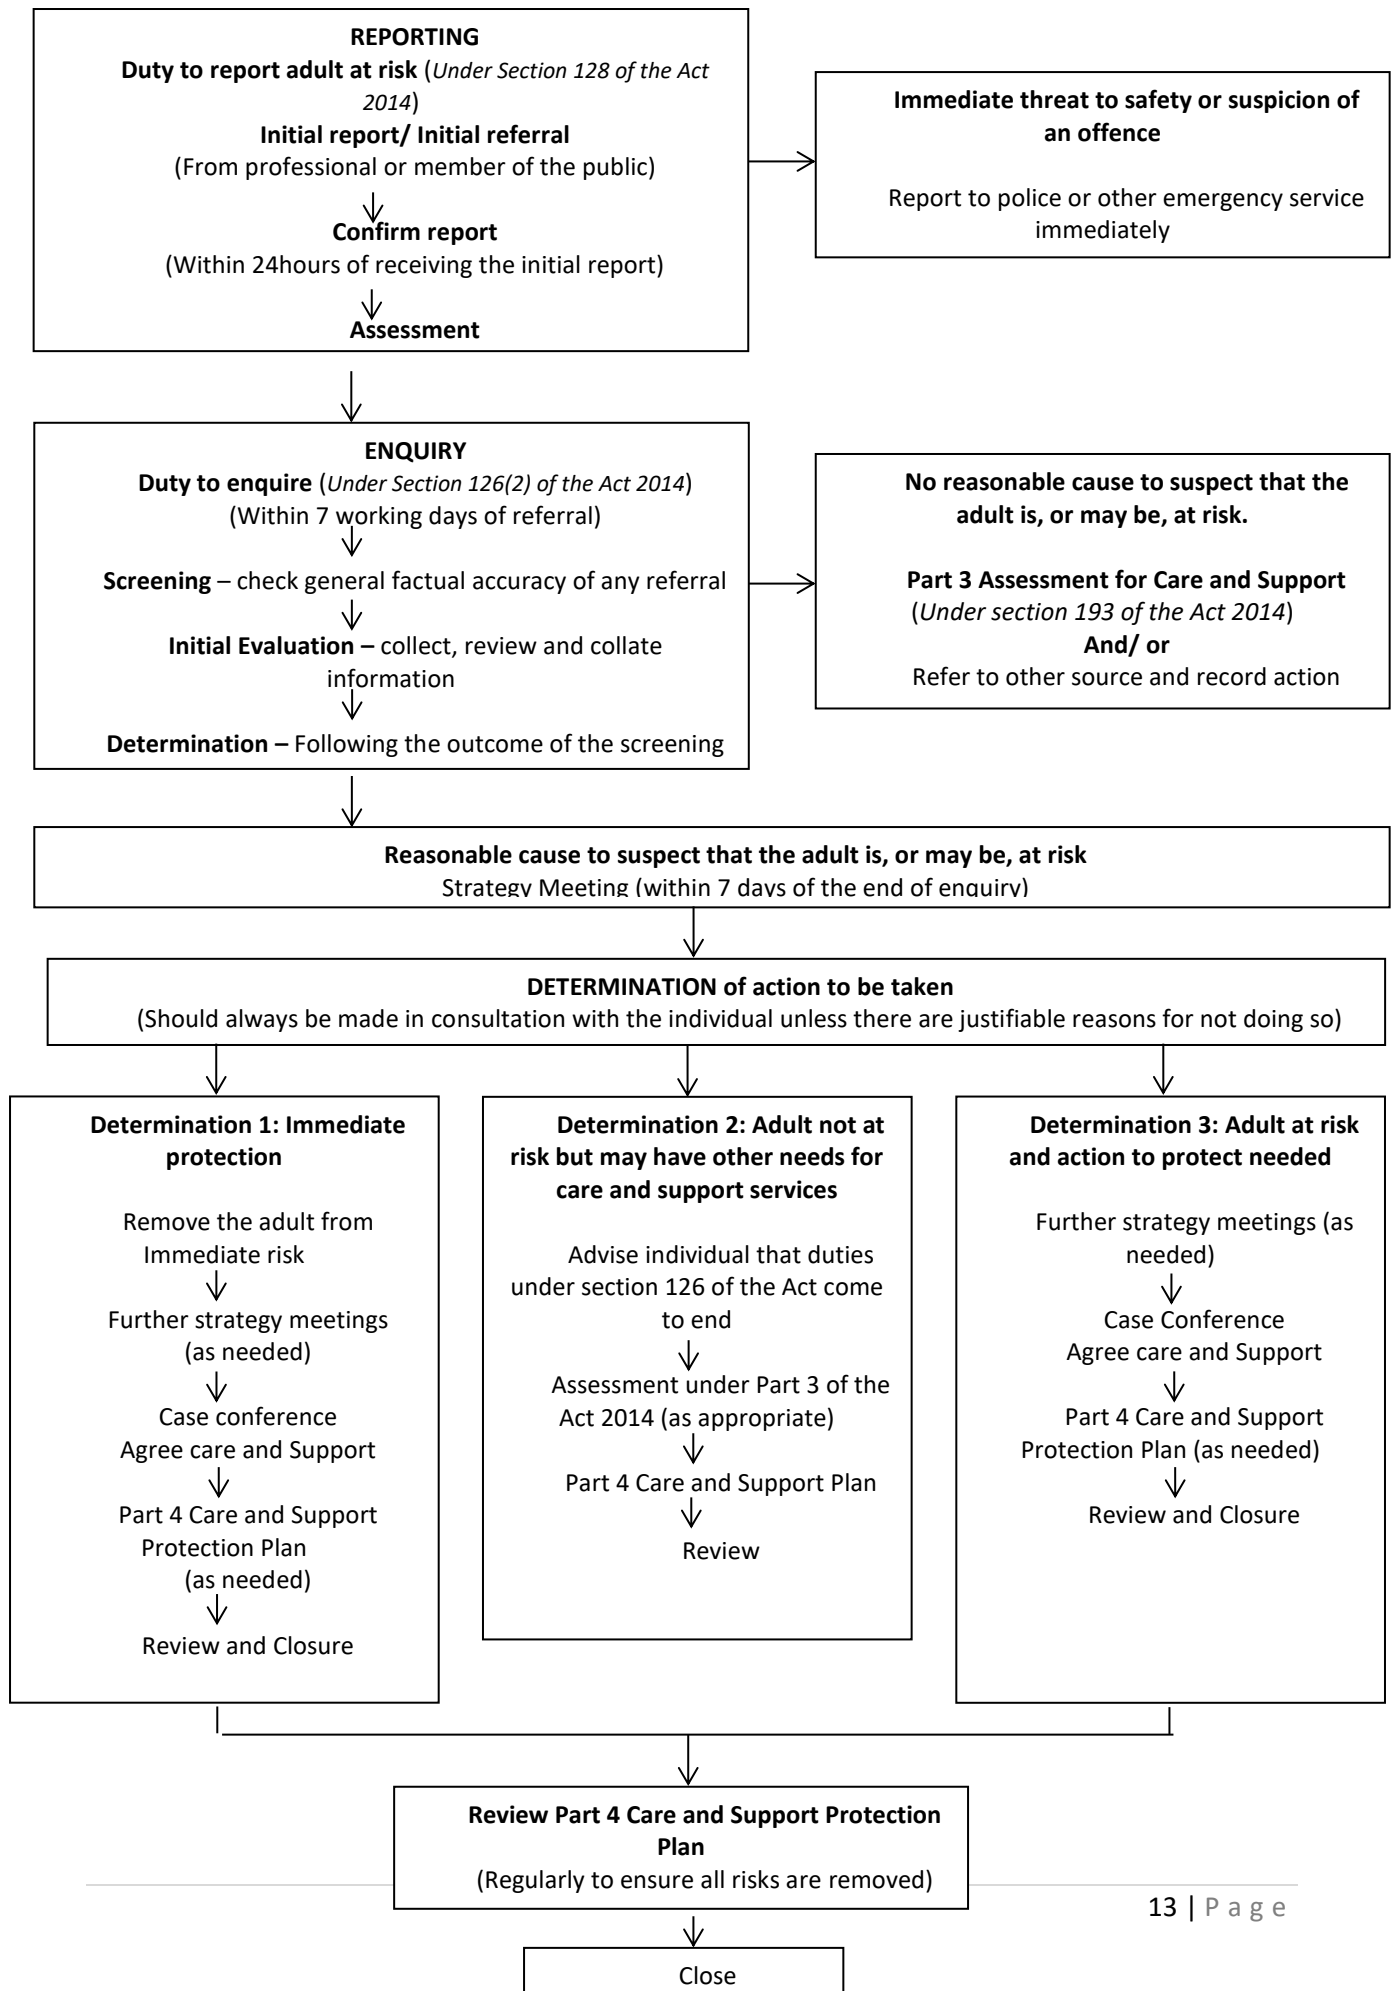 REPORTING
Duty to report adult at risk (Under Section 128 of the Act
2014)
Initial report/ Initial referral
(From professional or member of the public)
Confirm report
(Within 24hours of receiving the initial report)
Assessment
Immediate threat to safety or suspicion of
an offence
Report to police or other emergency service
immediately
ENQUIRY
Duty to enquire (Under Section 126(2) of the Act 2014)
(Within 7 working days of referral)
Screening – check general factual accuracy of any referral
Initial Evaluation – collect, review and collate
information
Determination – Following the outcome of the screening
No reasonable cause to suspect that the
adult is, or may be, at risk.
Part 3 Assessment for Care and Support
(Under section 193 of the Act 2014)
And/ or
Refer to other source and record action
Reasonable cause to suspect that the adult is, or may be, at risk
Strategy Meeting (within 7 days of the end of enquiry)
DETERMINATION of action to be taken
(Should always be made in consultation with the individual unless there are justifiable reasons for not doing so)
Determination 1: Immediate
protection
Remove the adult from
Immediate risk
Further strategy meetings
(as needed)
Case conference
Agree care and Support
Part 4 Care and Support
Protection Plan
(as needed)
Review and Closure
Determination 2: Adult not at
risk but may have other needs for
care and support services
Advise individual that duties
under section 126 of the Act come
to end
Assessment under Part 3 of the
Act 2014 (as appropriate)
Part 4 Care and Support Plan
Review
Determination 3: Adult at risk
and action to protect needed
Further strategy meetings (as
needed)
Case Conference
Agree care and Support
Part 4 Care and Support
Protection Plan (as needed)
Review and Closure
Review Part 4 Care and Support Protection
Plan
(Regularly to ensure all risks are removed)
13 | Page
Close